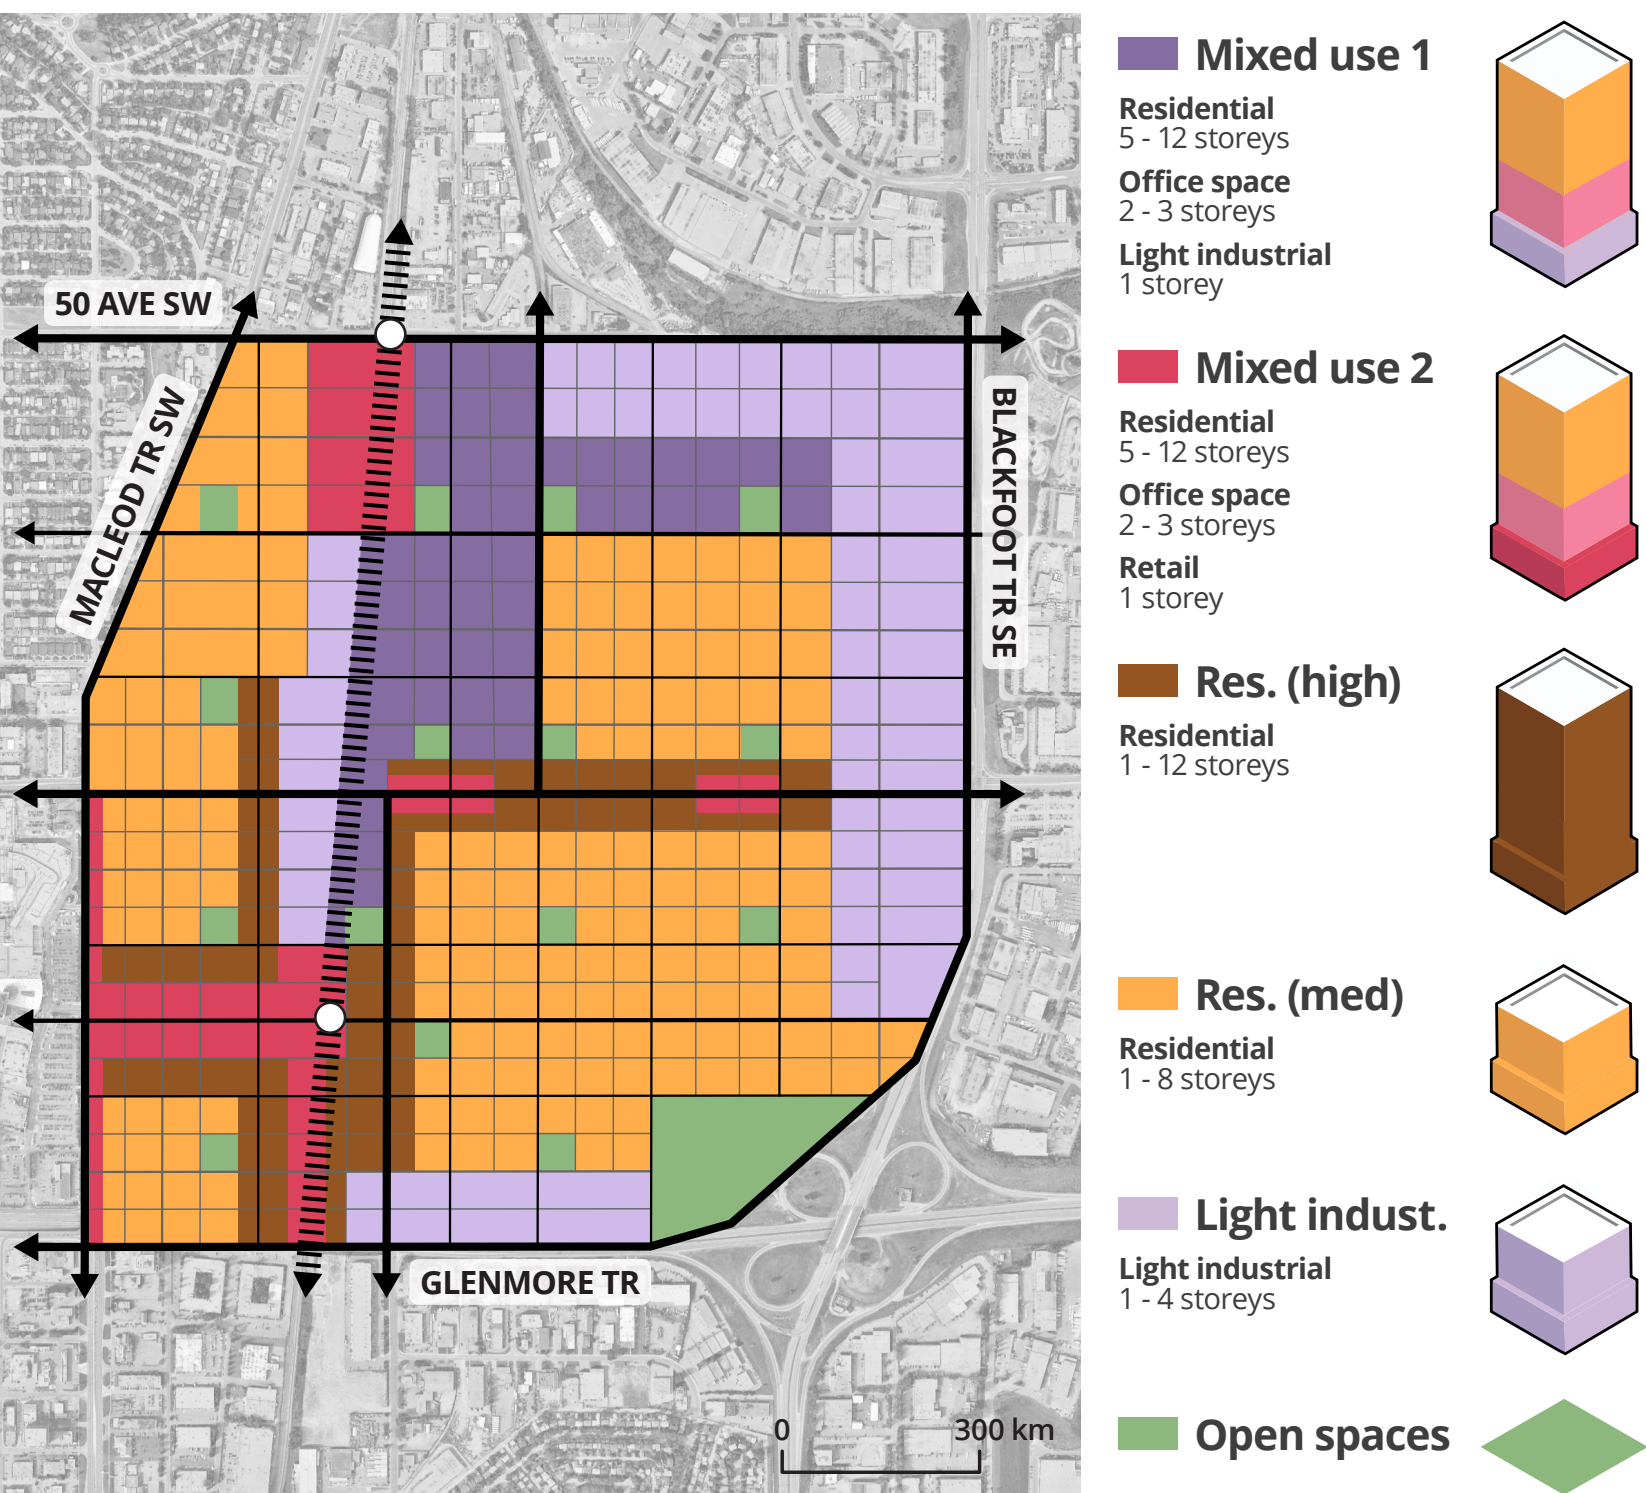 50 AVE SW
MACLEOD TR SW
BLACKFOOT TR SE
GLENMORE TR
0
300 km
Mixed use 1
Residential
5 - 12 storeys
Office space
2 - 3 storeys
Light industrial
1 storey
Mixed use 2
Residential
5 - 12 storeys
Office space
2 - 3 storeys
Retail
1 storey
Res. (high)
Residential
1 - 12 storeys
Res. (med)
Residential
1 - 8 storeys
Light indust.
Light industrial
1 - 4 storeys
Open spaces